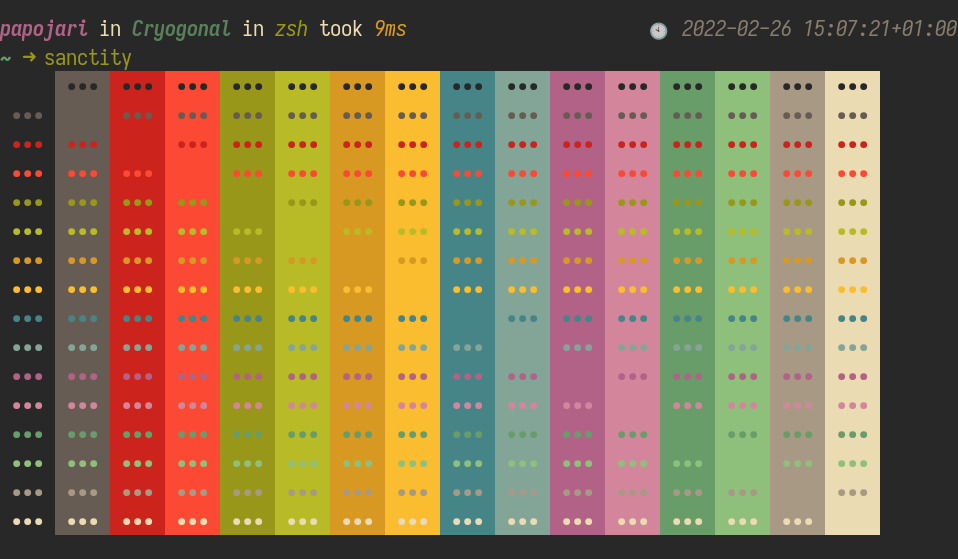 papojari in Cryogonal in zsh took 9ms 🕙 2022-02-26 15:07:21+01:00
~ ➜ sanctity